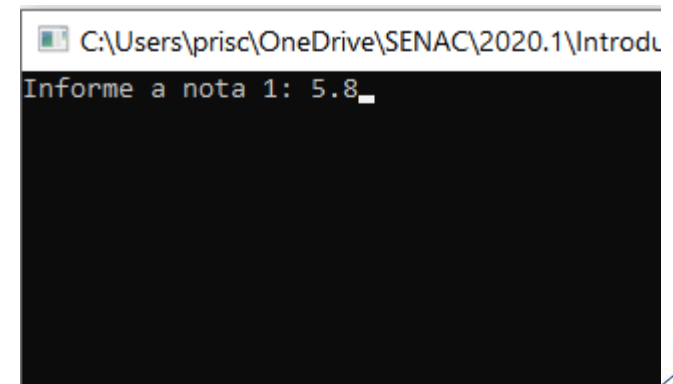 C:\Users\prisc\OneDrive\SENAC\2020.1\Introdu
Informe a nota 1: 5.8